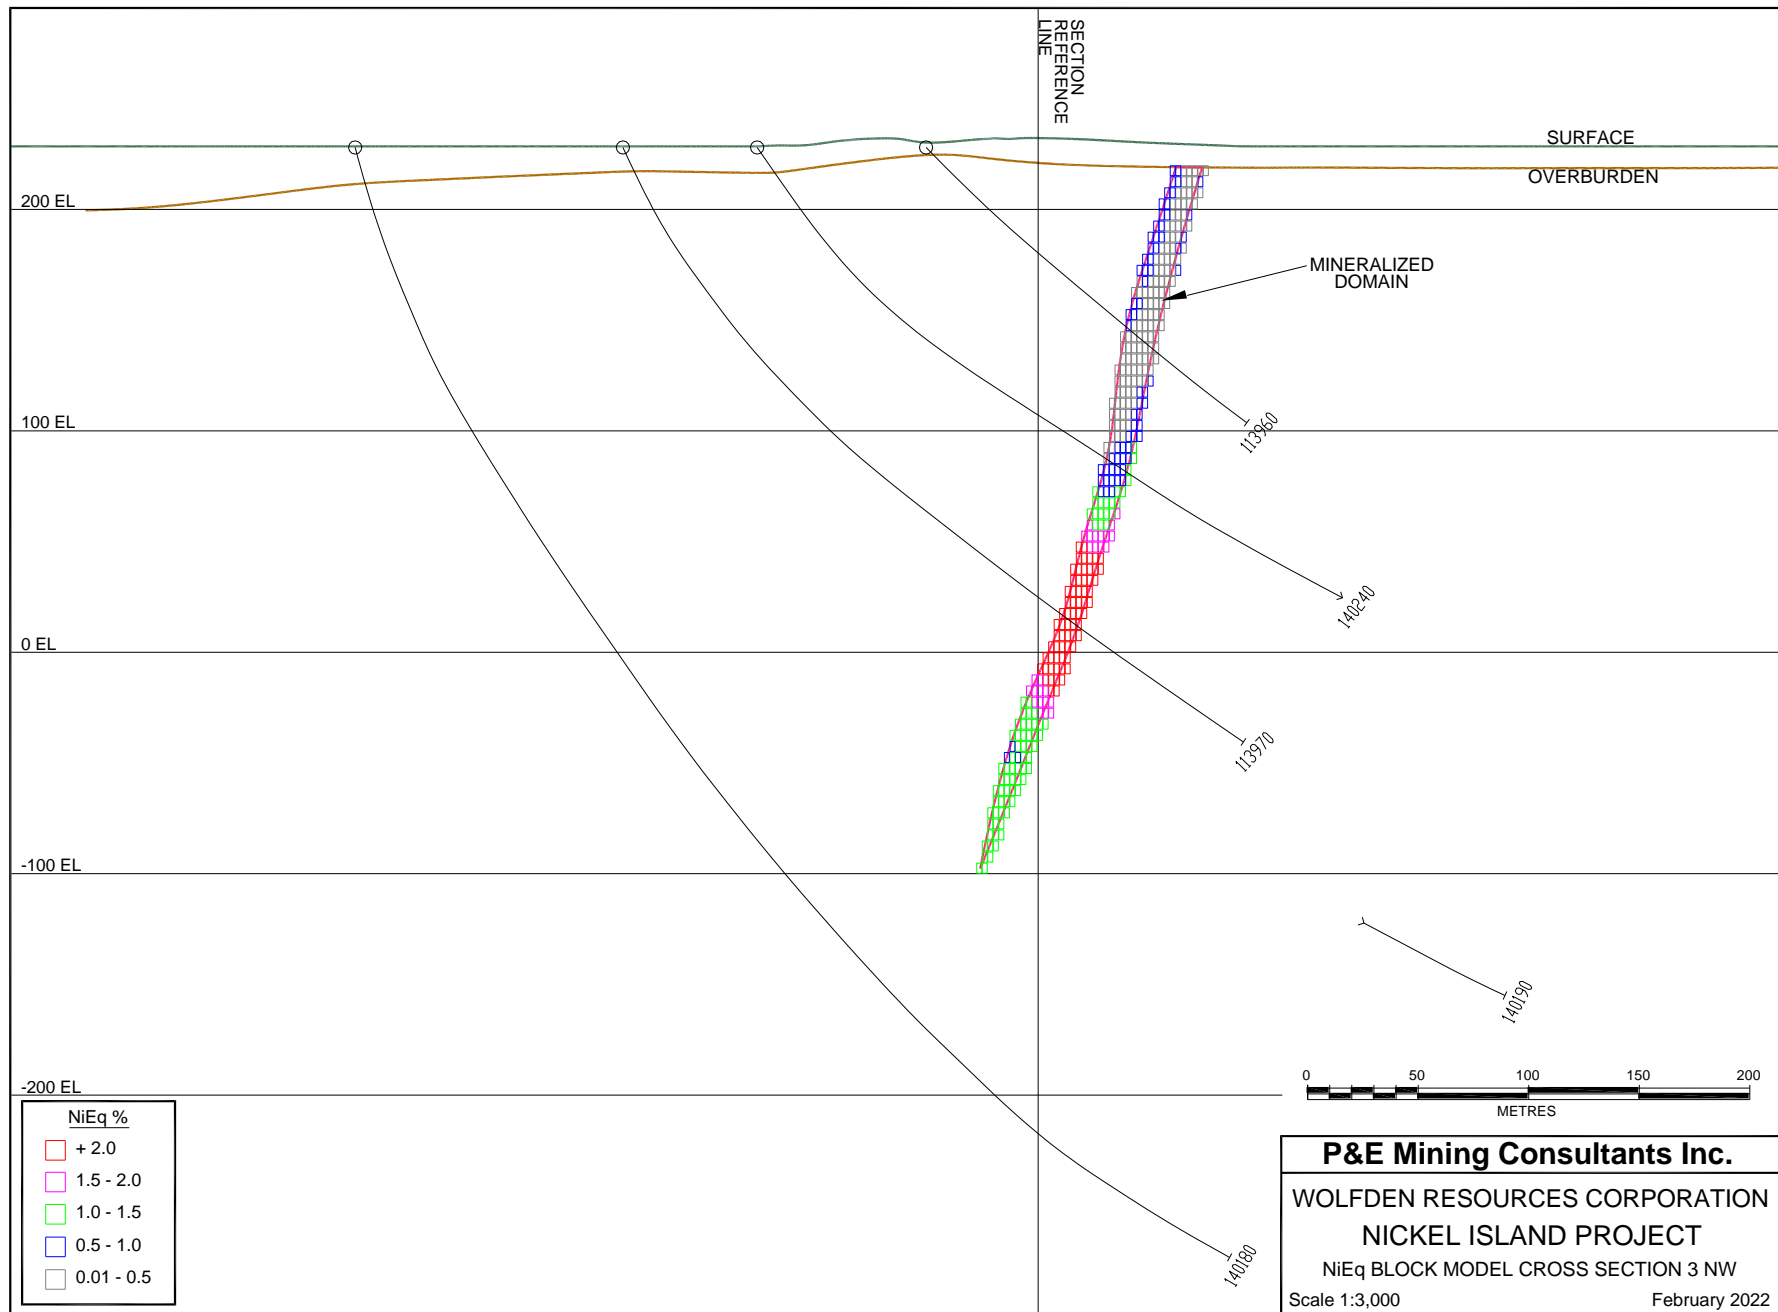 SECTION
REFERENCE
LINE
SURFACE
OVERBURDEN
200 EL
MINERALIZED
DOMAIN
100 EL
113960
140240
0 EL
113970
-100 EL
140190
-200 EL
0 50 100 150 200
METRES
140180
NiEq %
+ 2.0
1.5 - 2.0
1.0 - 1.5
0.5 - 1.0
0.01 - 0.5
P&E Mining Consultants Inc.
WOLFDEN RESOURCES CORPORATION
NICKEL ISLAND PROJECT
NiEq BLOCK MODEL CROSS SECTION 3 NW
Scale 1:3,000 February 2022